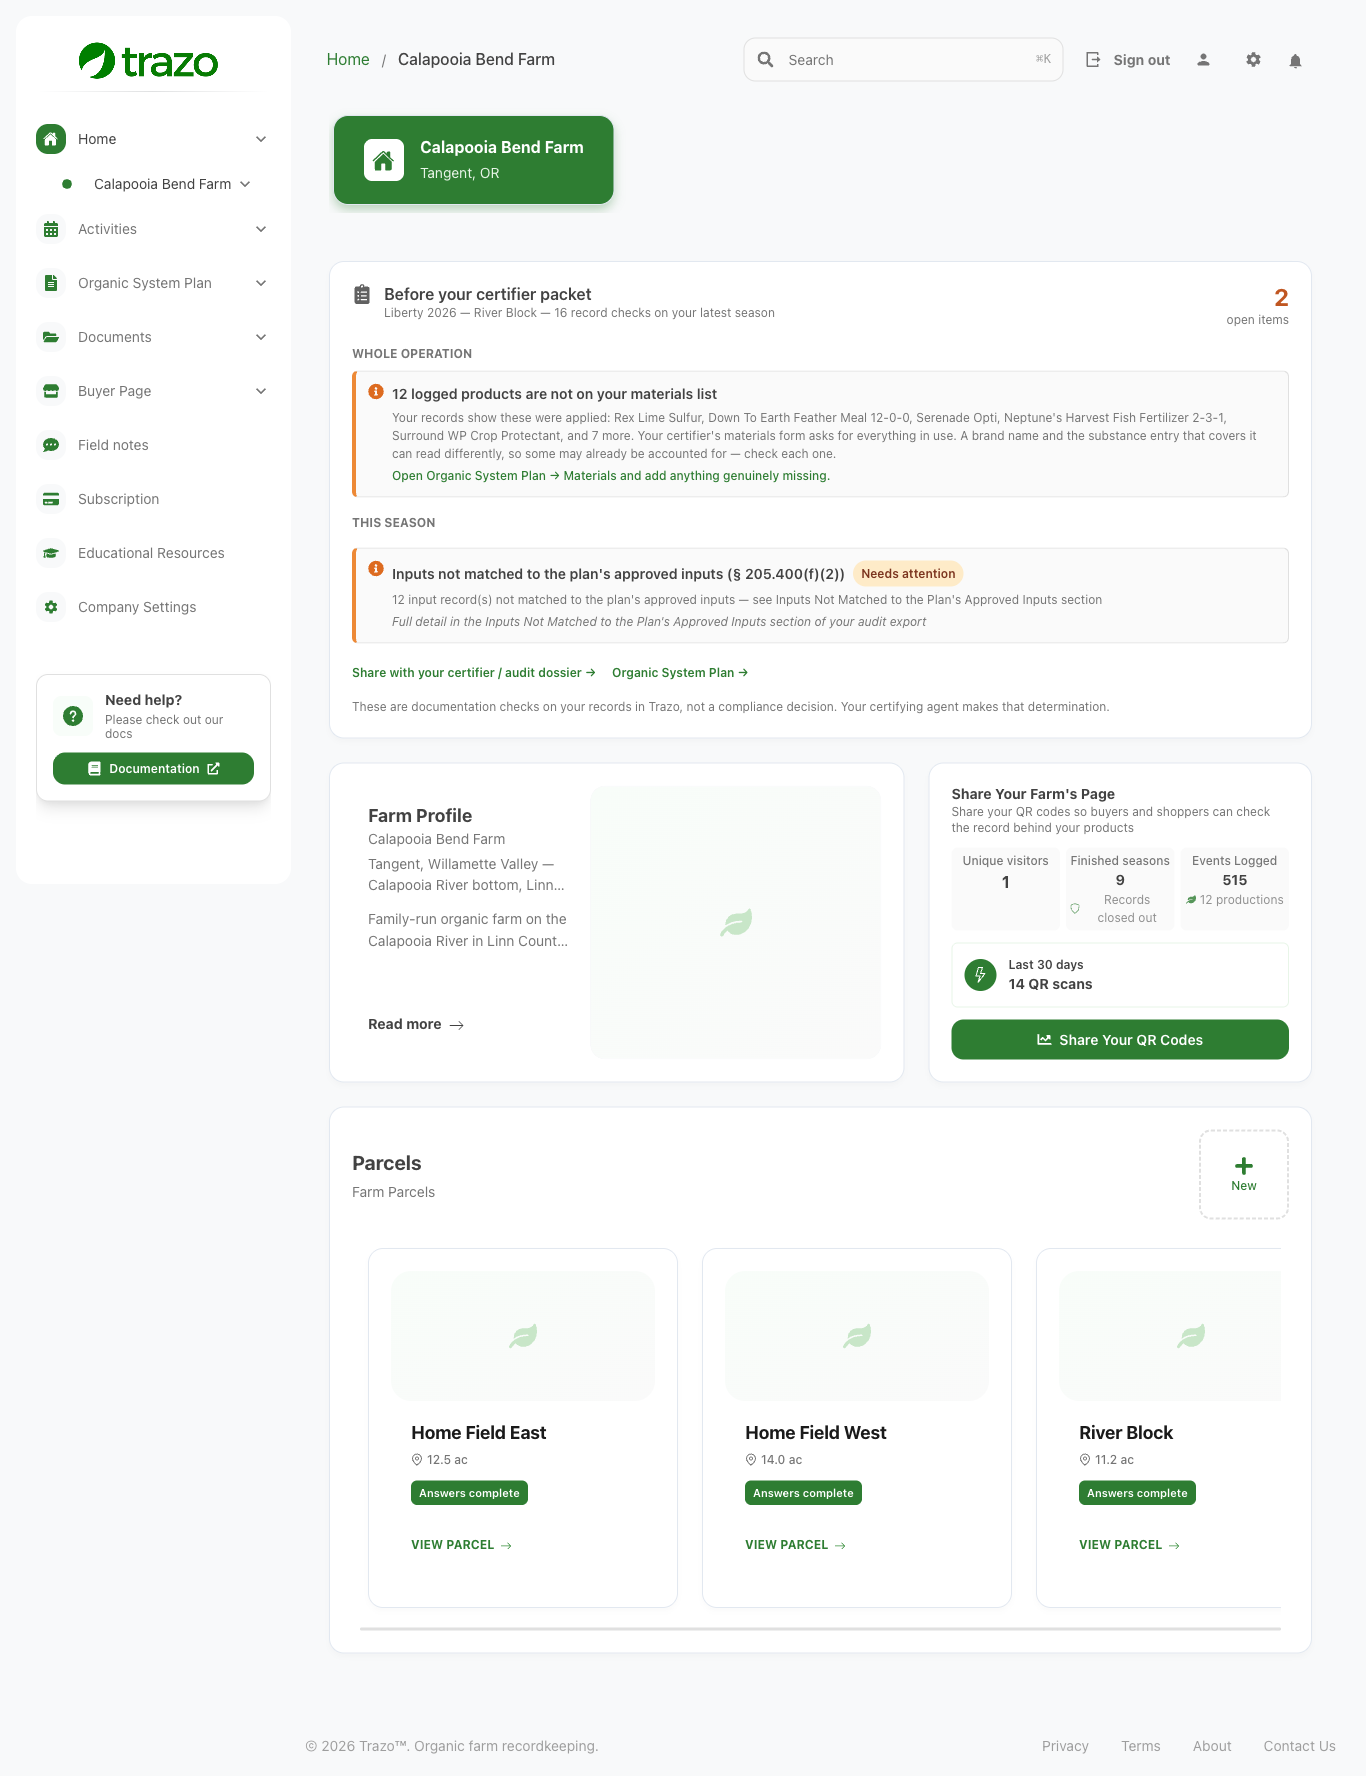 trazo
Home
Calapooia Bend Farm
Activities
Organic System Plan
Documents
Buyer Page
Field notes
Subscription
Educational Resources
Company Settings
Need help?
Please check out our
docs
Documentation
Home / Calapooia Bend Farm
Search ⌘K
Sign out
Calapooia Bend Farm
Tangent, OR
Before your certifier packet
Liberty 2026 — River Block — 16 record checks on your latest season
2
open items
WHOLE OPERATION
12 logged products are not on your materials list
Your records show these were applied: Rex Lime Sulfur, Down To Earth Feather Meal 12-0-0, Serenade Opti, Neptune's Harvest Fish Fertilizer 2-3-1,
Surround WP Crop Protectant, and 7 more. Your certifier's materials form asks for everything in use. A brand name and the substance entry that covers it
can read differently, so some may already be accounted for — check each one.
Open Organic System Plan → Materials and add anything genuinely missing.
THIS SEASON
Inputs not matched to the plan's approved inputs (§ 205.400(f)(2)) Needs attention
12 input record(s) not matched to the plan's approved inputs — see Inputs Not Matched to the Plan's Approved Inputs section
Full detail in the Inputs Not Matched to the Plan's Approved Inputs section of your audit export
Share with your certifier / audit dossier → Organic System Plan →
These are documentation checks on your records in Trazo, not a compliance decision. Your certifying agent makes that determination.
Farm Profile
Calapooia Bend Farm
Tangent, Willamette Valley —
Calapooia River bottom, Linn...
Family-run organic farm on the
Calapooia River in Linn Count...
Read more →
Share Your Farm's Page
Share your QR codes so buyers and shoppers can check
the record behind your products
Unique visitors
1
Finished seasons
9
Records
closed out
Events Logged
515
12 productions
Last 30 days
14 QR scans
Share Your QR Codes
Parcels
Farm Parcels
New
Home Field East
12.5 ac
Answers complete
VIEW PARCEL →
Home Field West
14.0 ac
Answers complete
VIEW PARCEL →
River Block
11.2 ac
Answers complete
VIEW PARCEL →
© 2026 Trazo™. Organic farm recordkeeping.
Privacy Terms About Contact Us